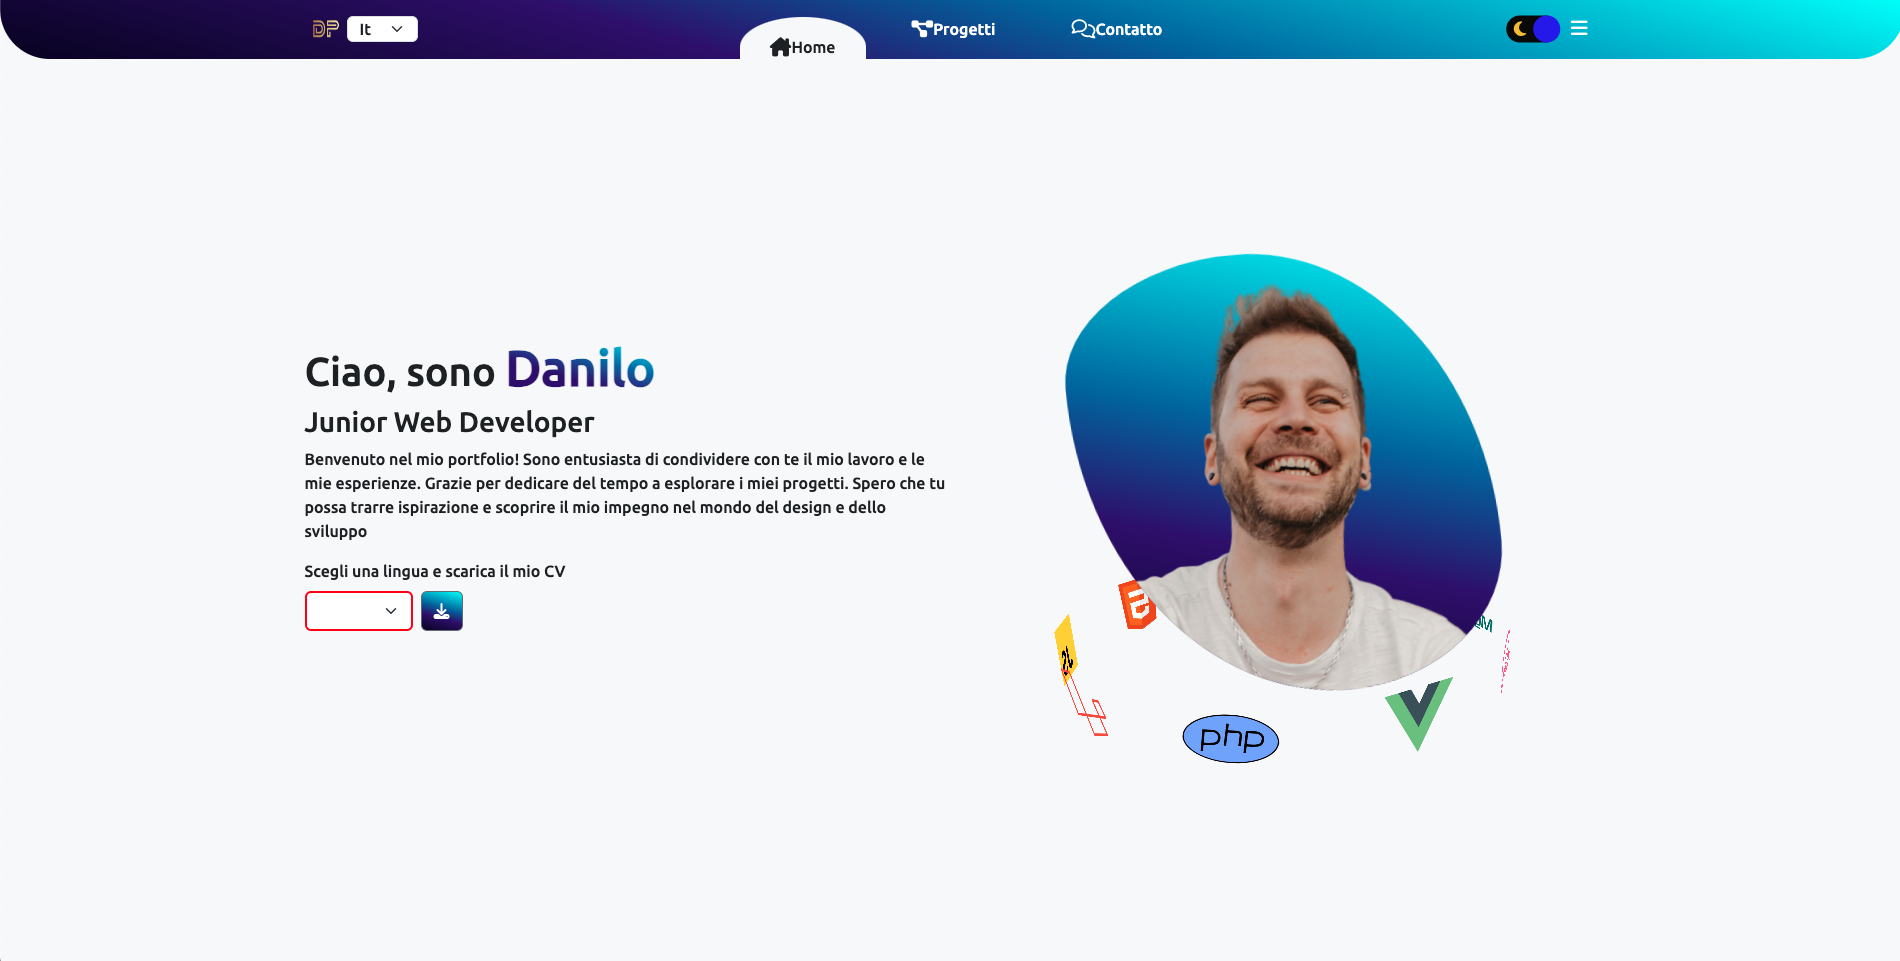 DP
It
Home
Progetti
Contatto
Ciao, sono Danilo
Junior Web Developer
Benvenuto nel mio portfolio! Sono entusiasta di condividere con te il mio lavoro e le
mie esperienze. Grazie per dedicare del tempo a esplorare i miei progetti. Spero che tu
possa trarre ispirazione e scoprire il mio impegno nel mondo del design e dello
sviluppo
Scegli una lingua e scarica il mio CV
php